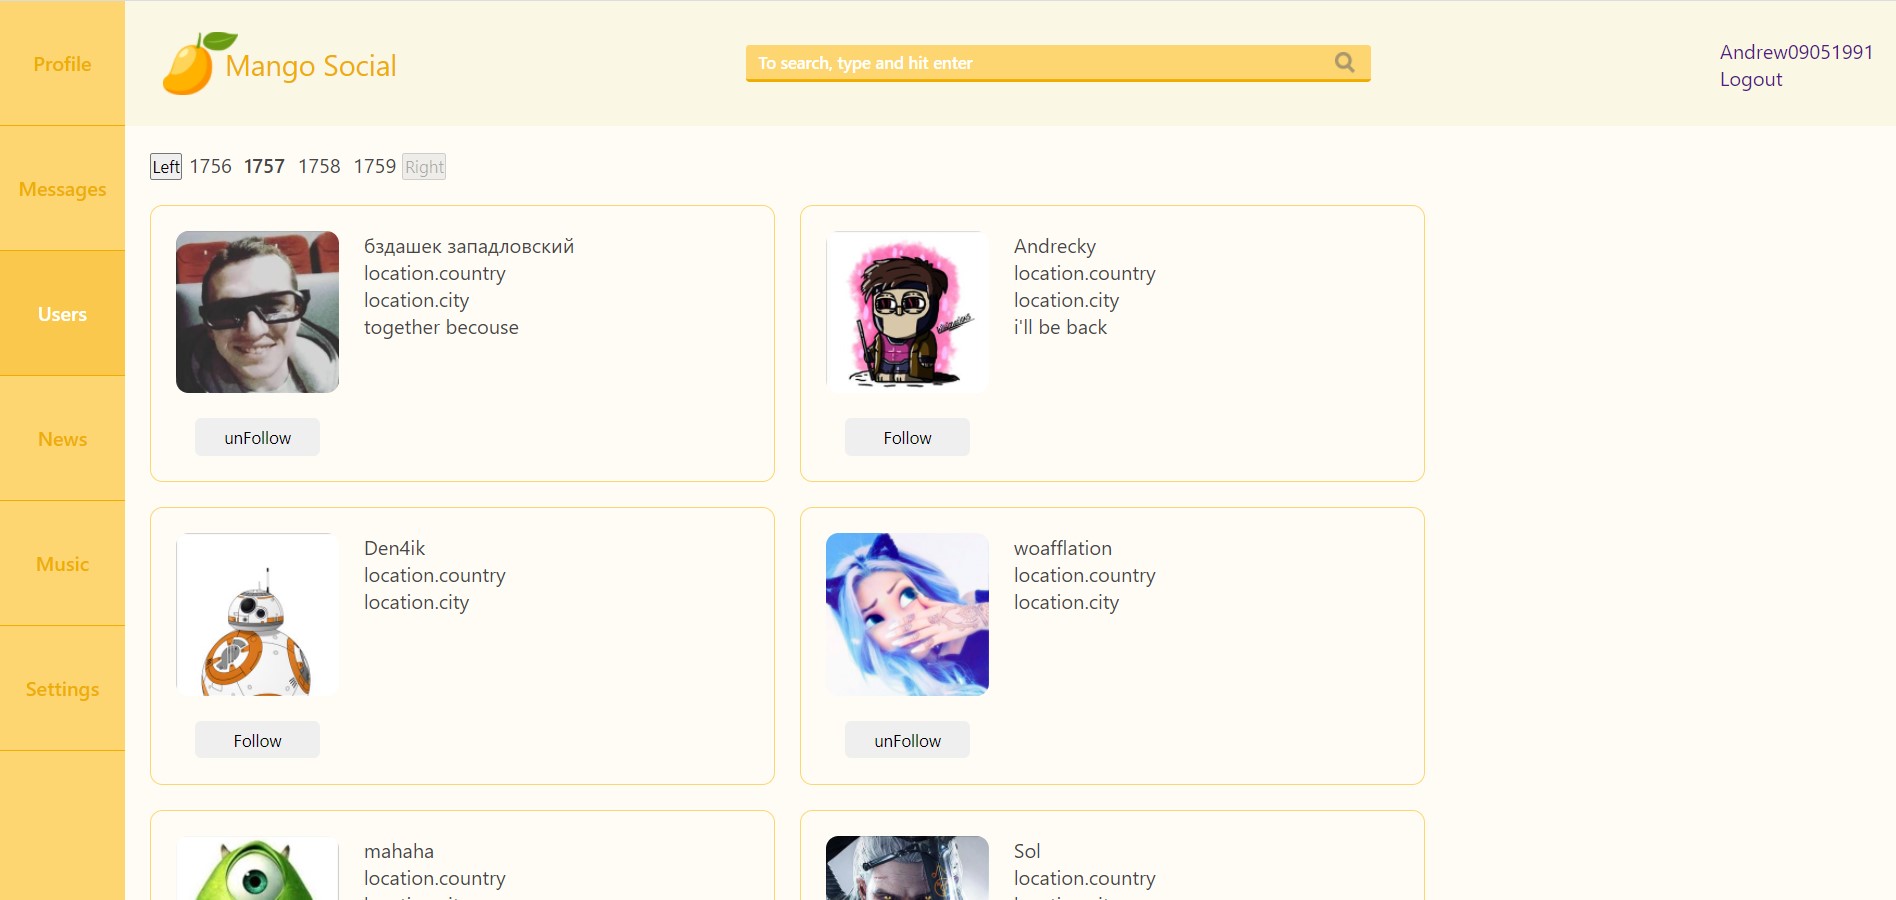 Profile
Messages
Users
News
Music
Settings
Mango Social
To search, type and hit enter
Andrew09051991
Logout
Left 1756 1757 1758 1759 Right
бздашек западловский
location.country
location.city
together becouse
unFollow
Andrecky
location.country
location.city
i'll be back
Follow
Den4ik
location.country
location.city
Follow
woafflation
location.country
location.city
unFollow
mahaha
location.country
Sol
location.country